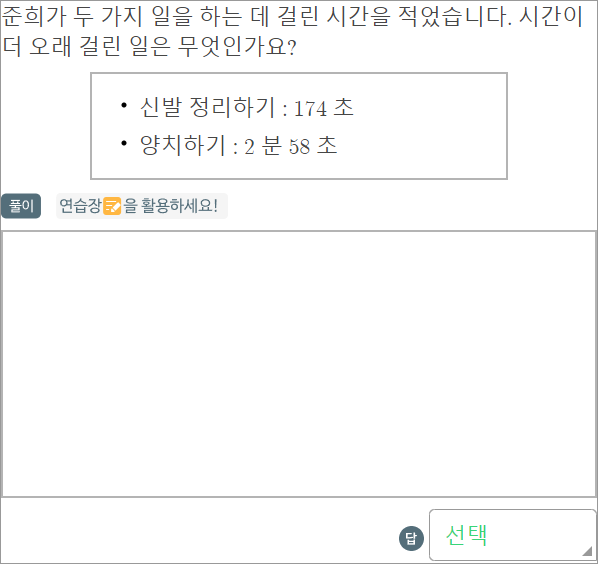 준희가 두 가지 일을 하는 데 걸린 시간을 적었습니다. 시간이
더 오래 걸린 일은 무엇인가요?
• 신발 정리하기 : 174 초
• 양치하기 : 2 분 58 초
풀이 연습장📝을 활용하세요!
답 선택